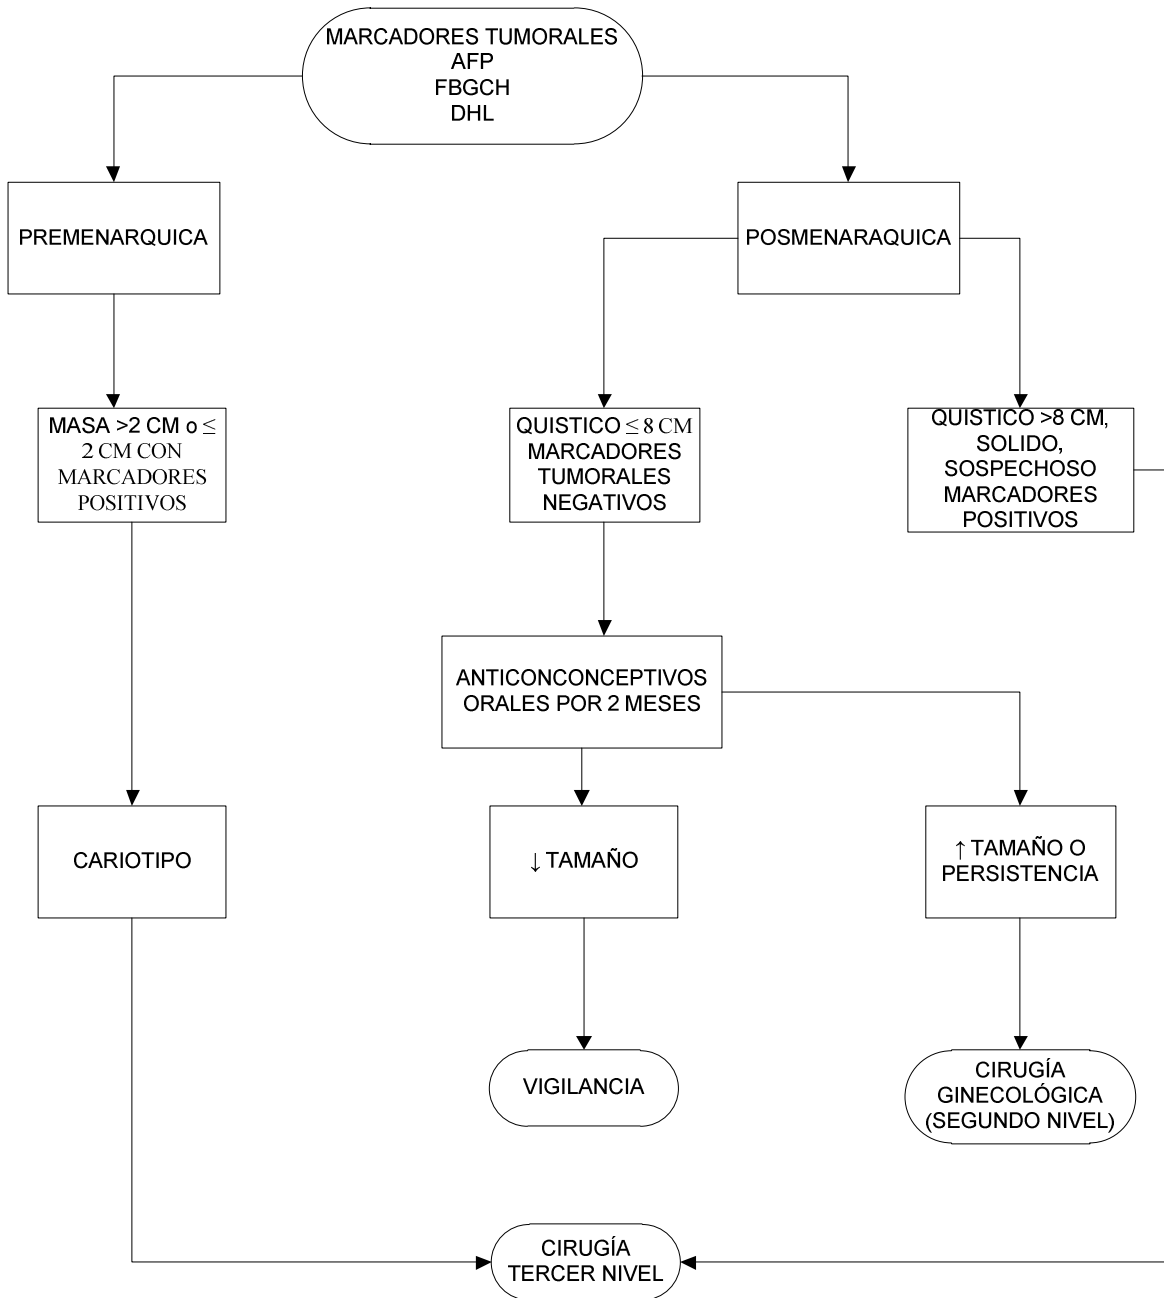 MARCADORES TUMORALES
AFP
FBGCH
DHL
PREMENARQUICA
POSMENARAQUICA
MASA >2 CM o ≤
2 CM CON
MARCADORES
POSITIVOS
QUISTICO ≤ 8 CM
MARCADORES
TUMORALES
NEGATIVOS
QUISTICO >8 CM,
SOLIDO,
SOSPECHOSO
MARCADORES
POSITIVOS
ANTICONCONCEPTIVOS
ORALES POR 2 MESES
CARIOTIPO
↓ TAMAÑO
↑ TAMAÑO O
PERSISTENCIA
VIGILANCIA
CIRUGÍA
GINECOLÓGICA
(SEGUNDO NIVEL)
CIRUGÍA
TERCER NIVEL